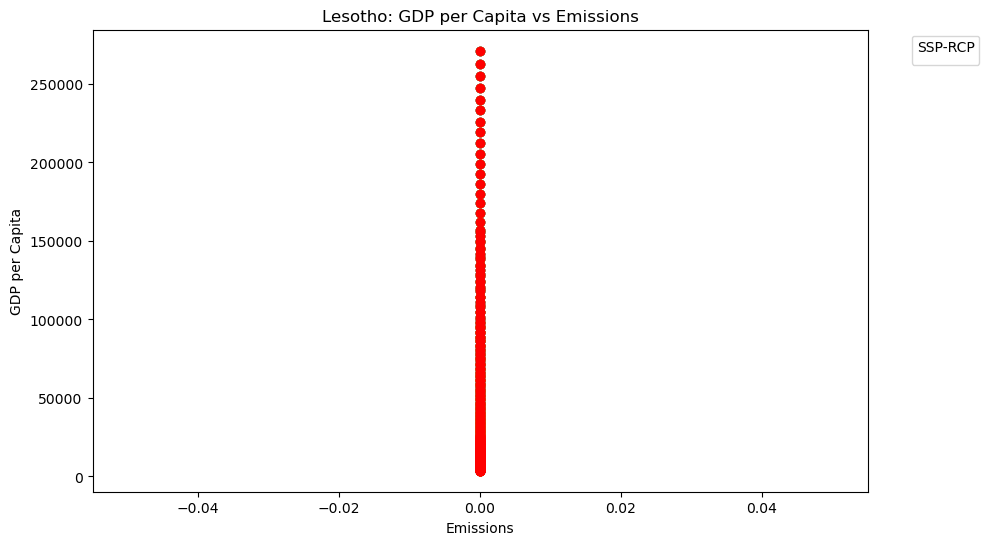 Lesotho: GDP per Capita vs Emissions
SSP-RCP
250000
200000
150000
100000
50000
0
GDP per Capita
−0.04
−0.02
0.00
0.02
0.04
Emissions